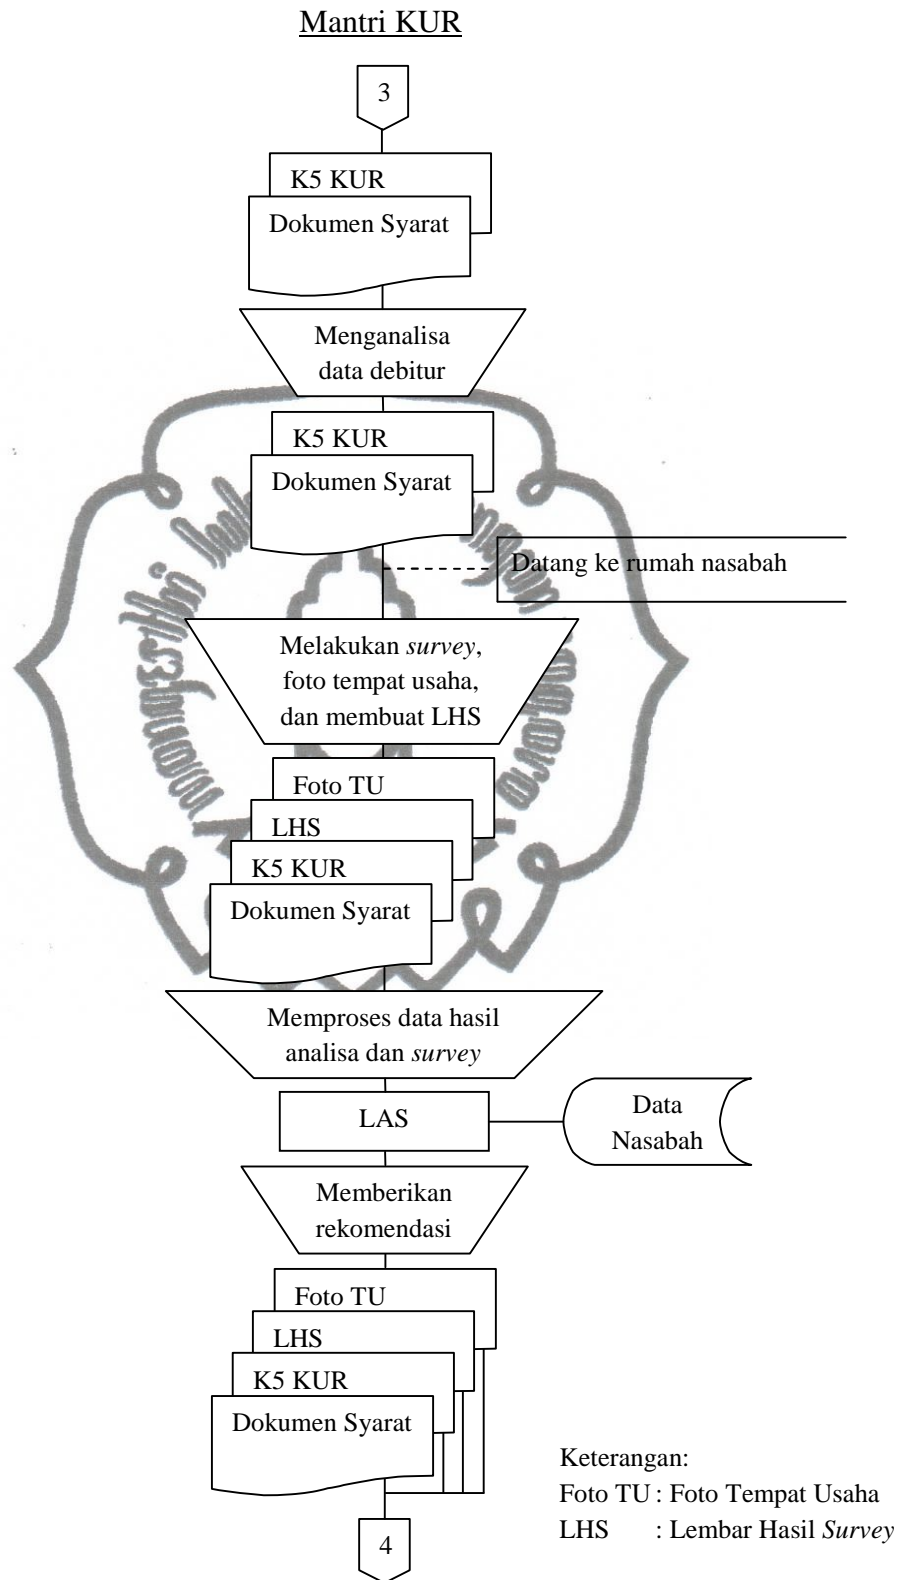 Mantri KUR
3
K5 KUR
Dokumen Syarat
Menganalisa
data debitur
K5 KUR
Dokumen Syarat
Datang ke rumah nasabah
Melakukan survey,
foto tempat usaha,
dan membuat LHS
Foto TU
LHS
K5 KUR
Dokumen Syarat
Memproses data hasil
analisa dan survey
LAS
Data
Nasabah
Memberikan
rekomendasi
Foto TU
LHS
K5 KUR
Dokumen Syarat
Keterangan:
Foto TU : Foto Tempat Usaha
LHS : Lembar Hasil Survey
4